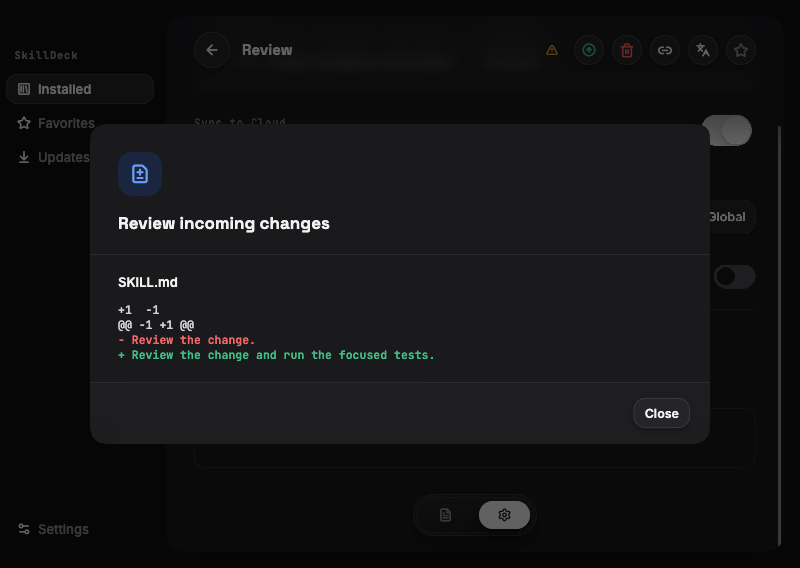 SkillDeck
Review
Installed
Favorites
Sync to Cloud
Updates
Global
Review incoming changes
SKILL.md
+1 -1
@@ -1 +1 @@
- Review the change.
+ Review the change and run the focused tests.
Close
Settings